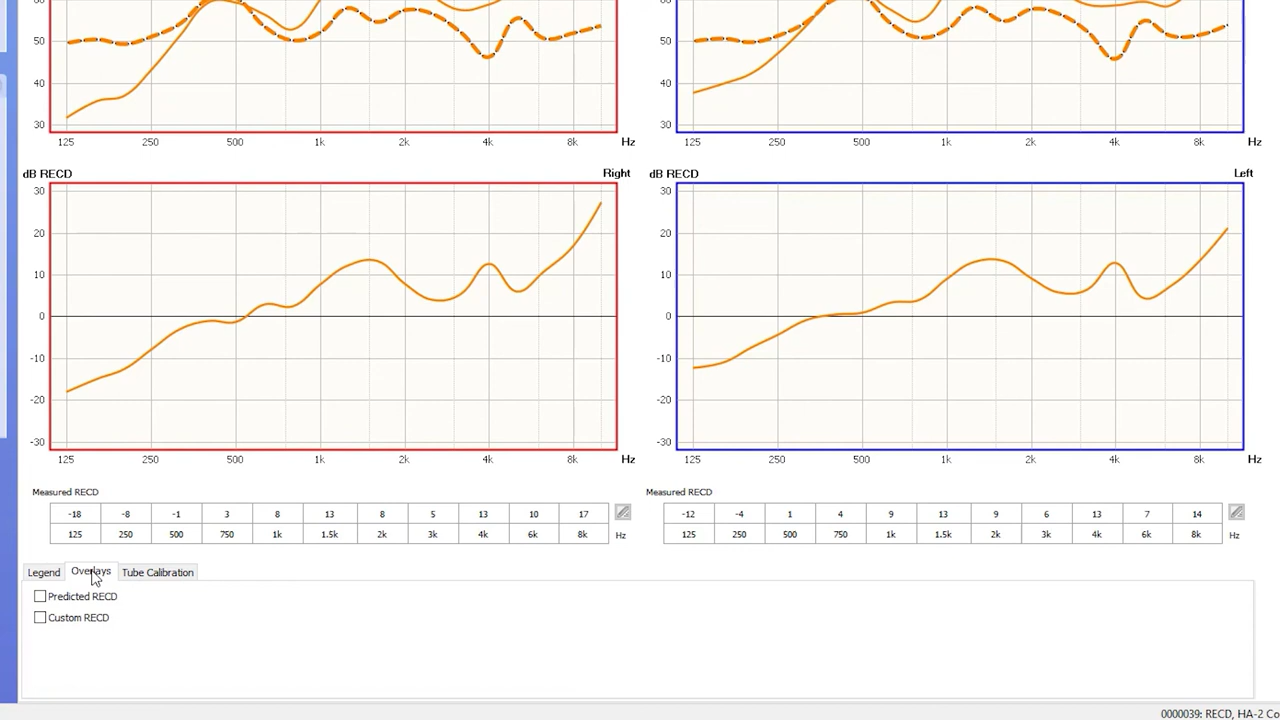 60 60
50 50
40 40
30 30
125 250 500 1k 2k 4k 8k Hz 125 250 500 1k 2k 4k 8k Hz
dB RECD Right dB RECD Left
30 30
20 20
10 10
0 0
-10 -10
-20 -20
-30 -30
125 250 500 1k 2k 4k 8k Hz 125 250 500 1k 2k 4k 8k Hz
Measured RECD Measured RECD
-18 -8 -1 3 8 13 8 5 13 10 17 -12 -4 1 4 9 13 9 6 13 7 14
125 250 500 750 1k 1.5k 2k 3k 4k 6k 8k Hz 125 250 500 750 1k 1.5k 2k 3k 4k 6k 8k Hz
Legend Overlays Tube Calibration
Predicted RECD
Custom RECD
0000039: RECD, HA-2 Co